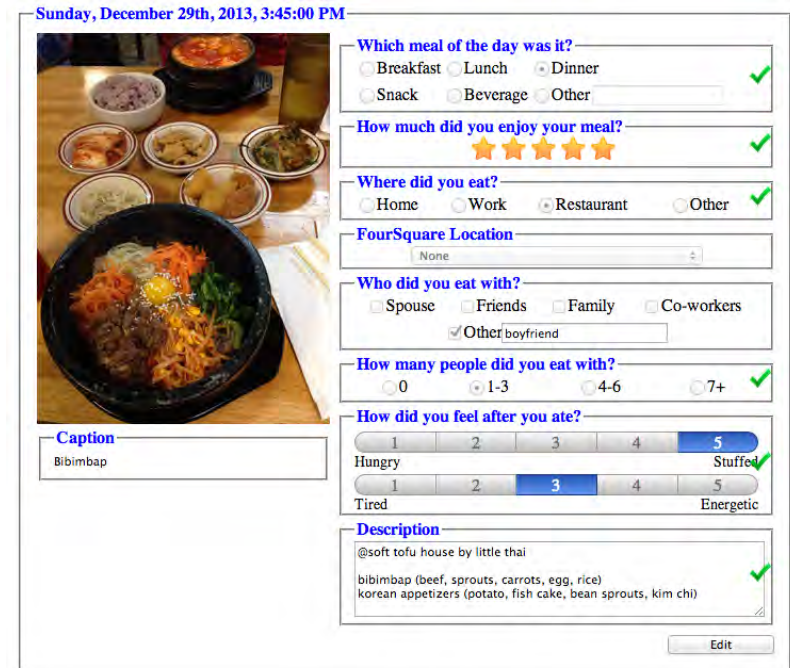 Sunday, December 29th, 2013, 3:45:00 PM
Which meal of the day was it?
Breakfast Lunch Dinner
Snack Beverage Other
How much did you enjoy your meal?
Where did you eat?
Home Work Restaurant Other
FourSquare Location
None
Who did you eat with?
Spouse Friends Family Co-workers
Other boyfriend
How many people did you eat with?
0 1-3 4-6 7+
How did you feel after you ate?
1 2 3 4 5
Hungry Stuffed
1 2 3 4 5
Tired Energetic
Caption
Bibimbap
Description
@soft tofu house by little thai
bibimbap (beef, sprouts, carrots, egg, rice)
korean appetizers (potato, fish cake, bean sprouts, kim chi)
Edit